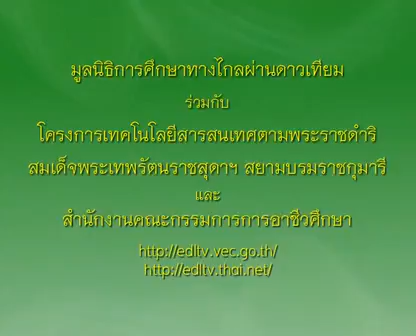 มูลนิธิการศึกษาทางไกลผ่านดาวเทียม
ร่วมกับ
โครงการเทคโนโลยีสารสนเทศตามพระราชดำริ
สมเด็จพระเทพรัตนราชสุดาฯ สยามบรมราชกุมารี
และ
สำนักงานคณะกรรมการการอาชีวศึกษา
http://edltv.vec.go.th/
http://edltv.thai.net/